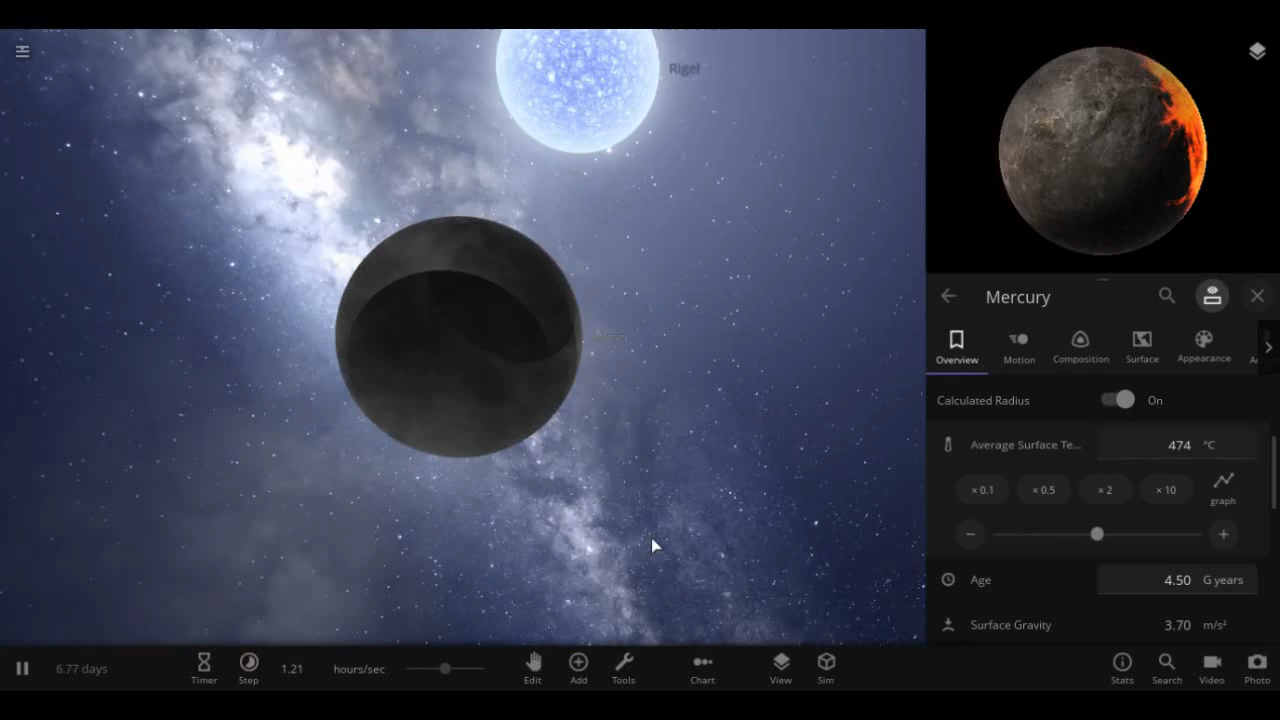 Rigel
Mercury
Overview
Motion
Composition
Surface
Appearance
Calculated Radius
On
Average Surface Te...
474 °C
× 0.1
× 0.5
× 2
× 10
graph
Age
4.50 G years
Surface Gravity
3.70 m/s²
6.77 days
Timer
Step
1.21 hours/sec
Edit
Add
Tools
Chart
View
Sim
Stats
Search
Video
Photo